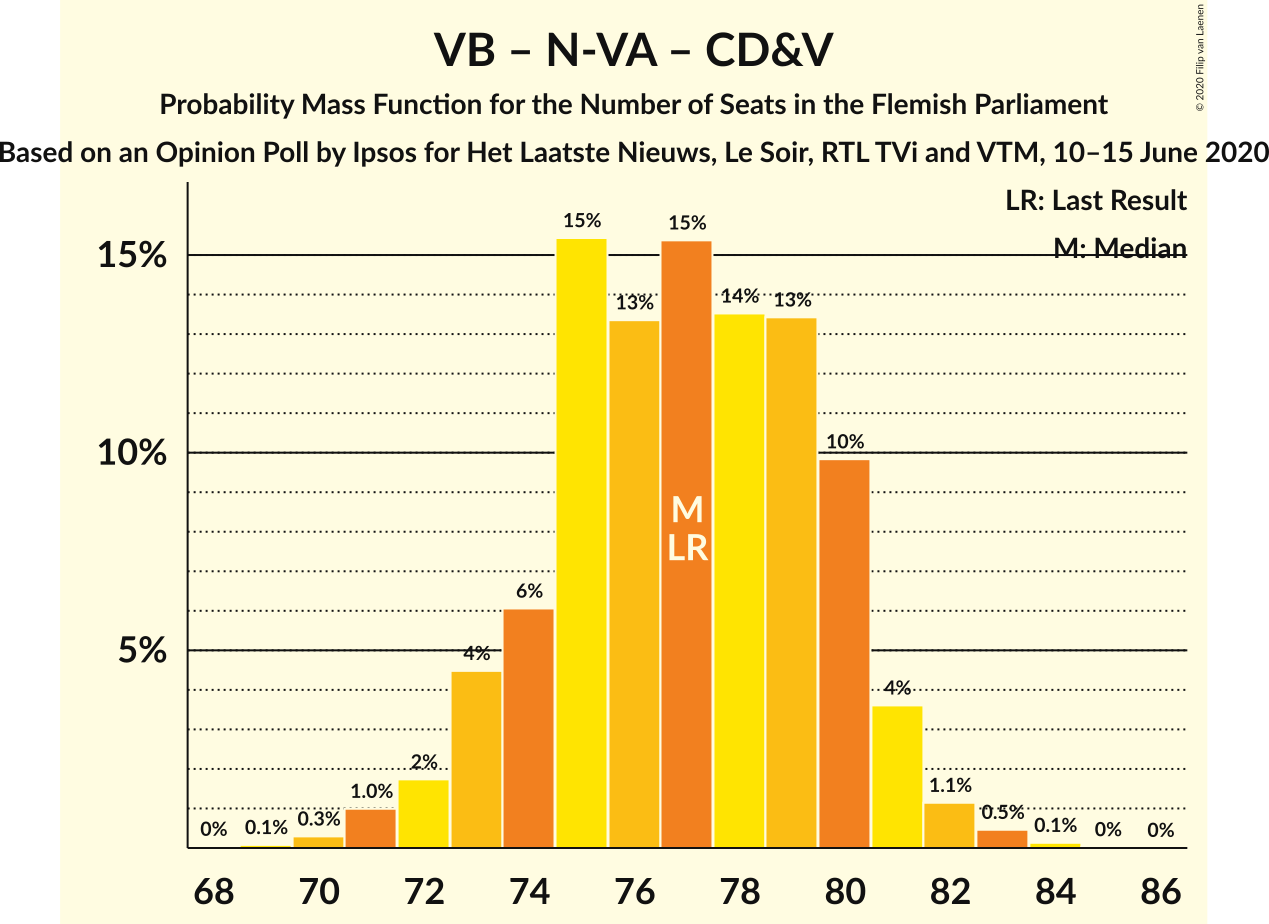 VB – N-VA – CD&V
Probability Mass Function for the Number of Seats in the Flemish Parliament
Based on an Opinion Poll by Ipsos for Het Laatste Nieuws, Le Soir, RTL TVi and VTM, 10–15 June 2020
© 2020 Filip van Laenen
LR: Last Result
M: Median
15%
10%
5%
0%
0.1%
0.3%
1.0%
2%
4%
6%
15%
13%
15%
14%
13%
10%
4%
1.1%
0.5%
0.1%
0%
0%
M
LR
68 70 72 74 76 78 80 82 84 86